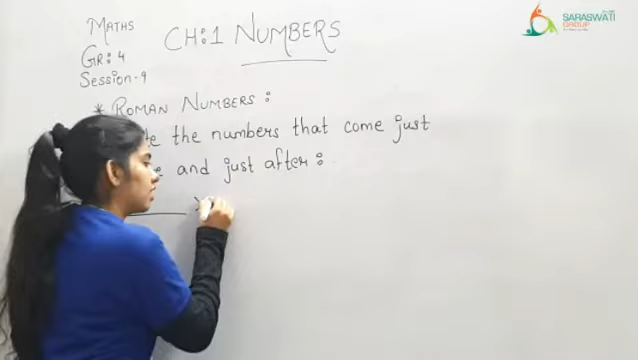 MATHS
GR: 4
Session-9
CH:1 NUMBERS
* ROMAN NUMBERS:
the numbers that come just
and just after:
SARASWATI
GROUP